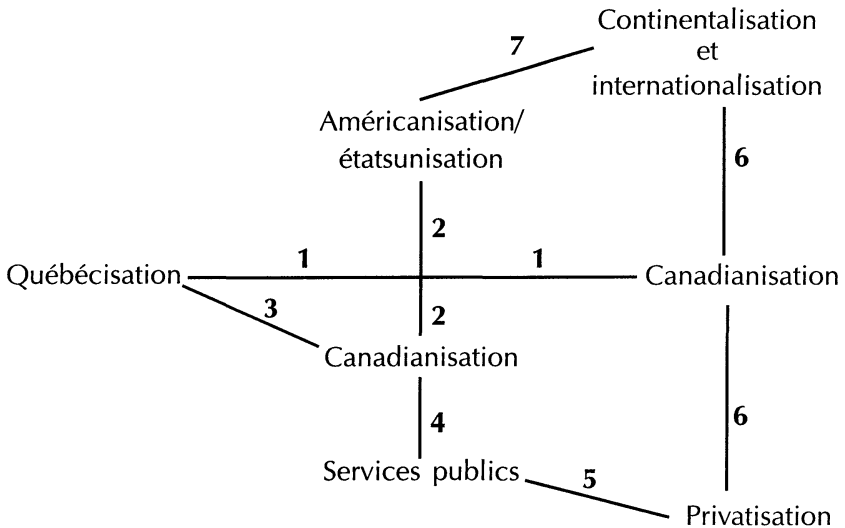 Continentalisation
et
internationalisation
7
Américanisation/
étatsunisation
6
2
Québécisation
1
1
Canadianisation
3
2
Canadianisation
6
4
Services publics
5
Privatisation